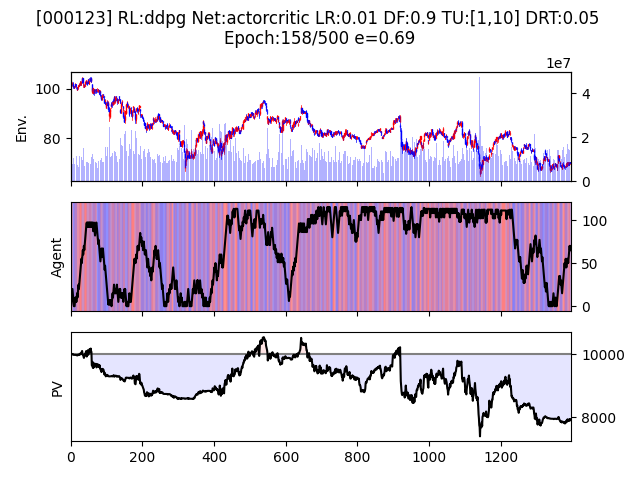 [000123] RL:ddpg Net:actorcritic LR:0.01 DF:0.9 TU:[1,10] DRT:0.05
Epoch:158/500 e=0.69
1e7
Env.
100
80
4
2
0
Agent
100
50
0
PV
10000
8000
0 200 400 600 800 1000 1200